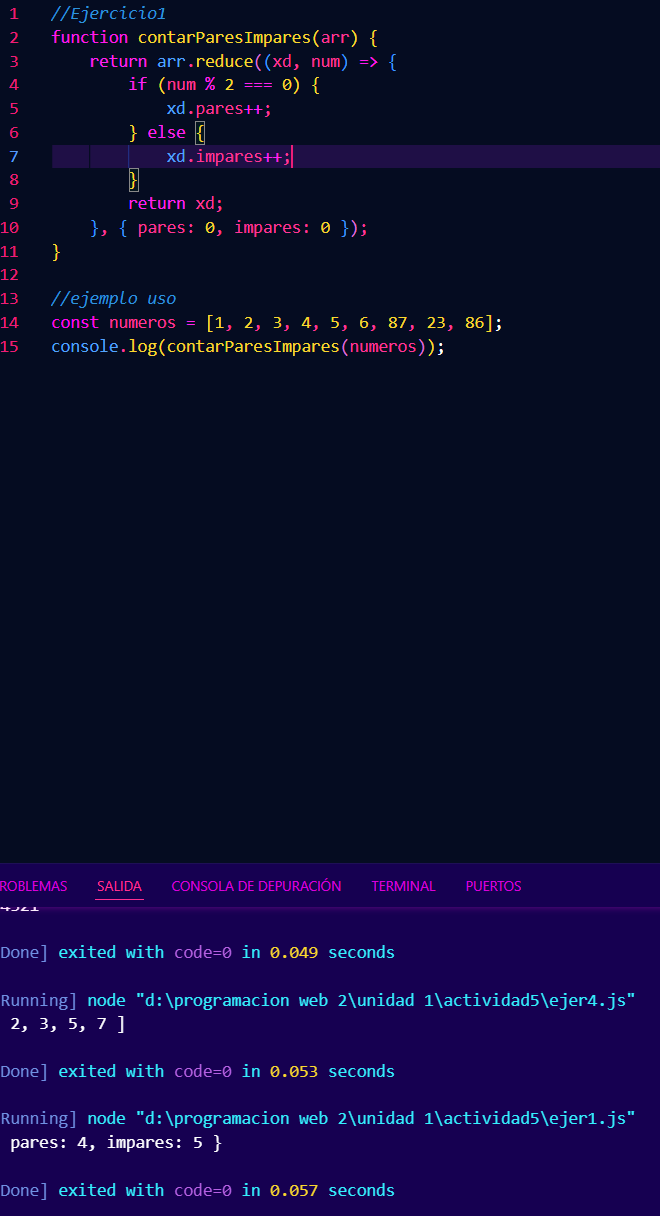 1 //Ejercicio1
2 function contarParesImpares(arr) {
3     return arr.reduce((xd, num) => {
4         if (num % 2 === 0) {
5             xd.pares++;
6         } else {
7             xd.impares++;
8         }
9         return xd;
10     }, { pares: 0, impares: 0 });
11 }
12
13 //ejemplo uso
14 const numeros = [1, 2, 3, 4, 5, 6, 87, 23, 86];
15 console.log(contarParesImpares(numeros));
ROBLEMAS SALIDA CONSOLA DE DEPURACIÓN TERMINAL PUERTOS
4321
Done] exited with code=0 in 0.049 seconds
Running] node "d:\programacion web 2\unidad 1\actividad5\ejer4.js"
2, 3, 5, 7 ]
Done] exited with code=0 in 0.053 seconds
Running] node "d:\programacion web 2\unidad 1\actividad5\ejer1.js"
pares: 4, impares: 5 }
Done] exited with code=0 in 0.057 seconds